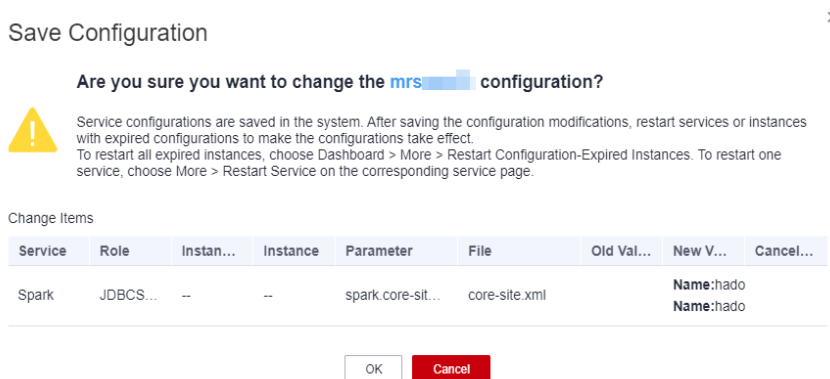 Save Configuration
Are you sure you want to change the mrs configuration?
Service configurations are saved in the system. After saving the configuration modifications, restart services or instances
with expired configurations to make the configurations take effect.
To restart all expired instances, choose Dashboard > More > Restart Configuration-Expired Instances. To restart one
service, choose More > Restart Service on the corresponding service page.
Change Items
Service Role Instan... Instance Parameter File Old Val... New V... Cancel...
Spark JDBCS... -- -- spark.core-sit... core-site.xml Name:hado
Name:hado
OK Cancel